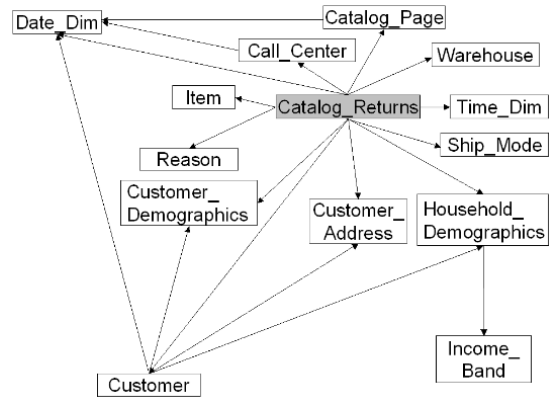 Date_Dim
Catalog_Page
Call_Center
Warehouse
Item
Catalog_Returns
Time_Dim
Ship_Mode
Reason
Customer_
Demographics
Customer_
Address
Household_
Demographics
Income_
Band
Customer